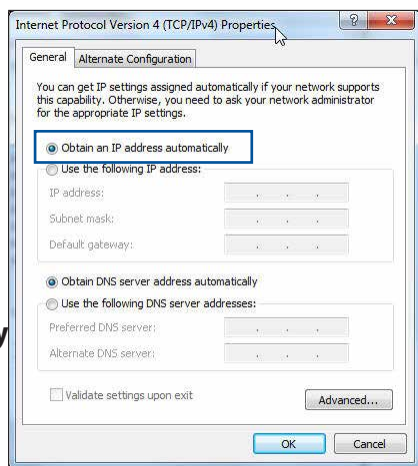 Internet Protocol Version 4 (TCP/IPv4) Properties
General
Alternate Configuration
You can get IP settings assigned automatically if your network supports
this capability. Otherwise, you need to ask your network administrator
for the appropriate IP settings.
Obtain an IP address automatically
Use the following IP address:
IP address:
Subnet mask:
Default gateway:
Obtain DNS server address automatically
Use the following DNS server addresses:
y
Preferred DNS server:
Alternate DNS server:
Validate settings upon exit
Advanced...
OK
Cancel